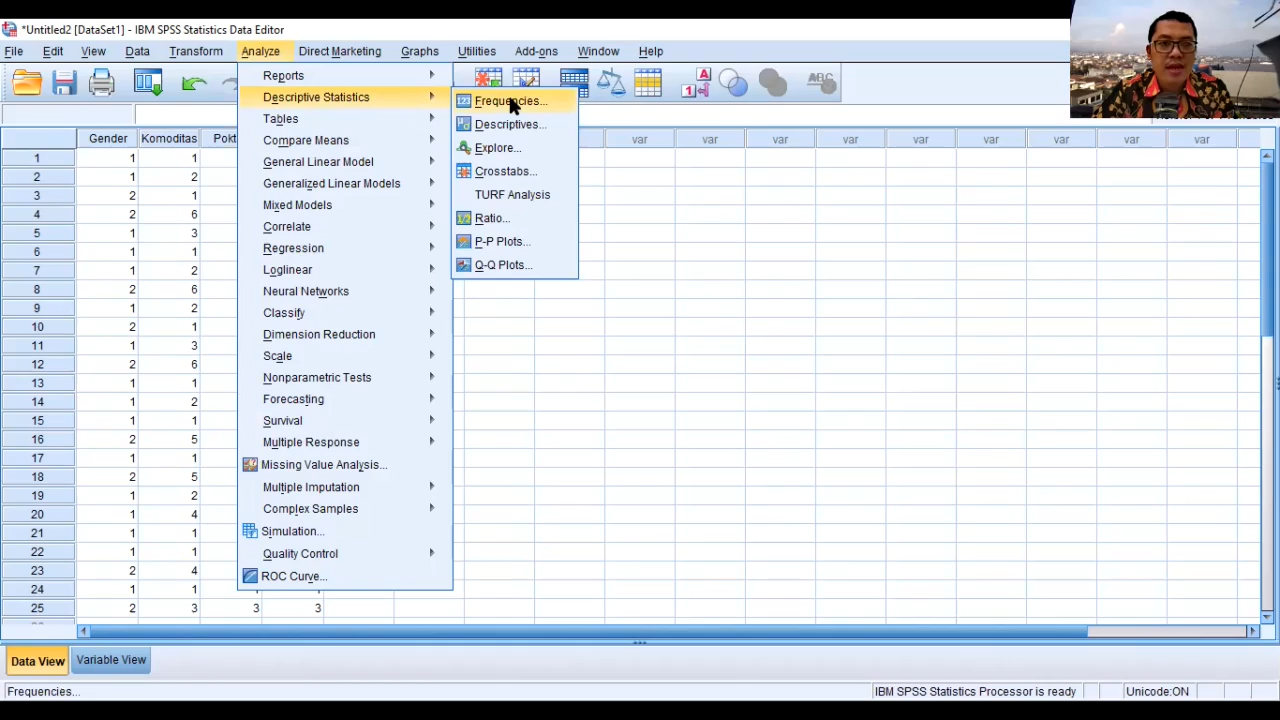 *Untitled2 [DataSet1] - IBM SPSS Statistics Data Editor
File Edit View Data Transform Analyze Direct Marketing Graphs Utilities Add-ons Window Help
Reports
Descriptive Statistics
Tables
Compare Means
General Linear Model
Generalized Linear Models
Mixed Models
Correlate
Regression
Loglinear
Neural Networks
Classify
Dimension Reduction
Scale
Nonparametric Tests
Forecasting
Survival
Multiple Response
Missing Value Analysis...
Multiple Imputation
Complex Samples
Simulation...
Quality Control
ROC Curve...
Frequencies...
Descriptives...
Explore...
Crosstabs...
TURF Analysis
Ratio...
P-P Plots...
Q-Q Plots...
A
1
ABC
Gender Komoditas Pokt var var var var var var var var var
1 1 1
2 1 2
3 2 1
4 2 6
5 1 3
6 1 1
7 1 2
8 2 6
9 1 2
10 2 1
11 1 3
12 2 6
13 1 1
14 1 2
15 1 1
16 2 5
17 1 1
18 2 5
19 1 2
20 1 4
21 1 1
22 1 1
23 2 4
24 1 1
25 2 3 3 3
Data View Variable View
Frequencies... IBM SPSS Statistics Processor is ready Unicode:ON